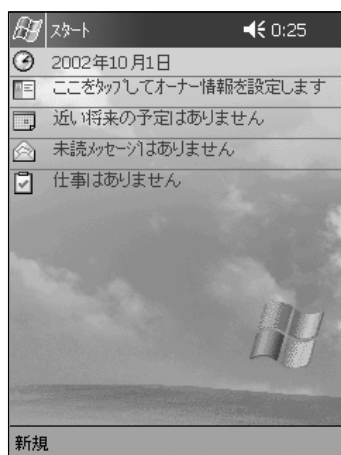 スタート 0:25
2002年10月1日
ここをタップしてオーナー情報を設定します
近い将来の予定はありません
未読メッセージはありません
仕事はありません
新規